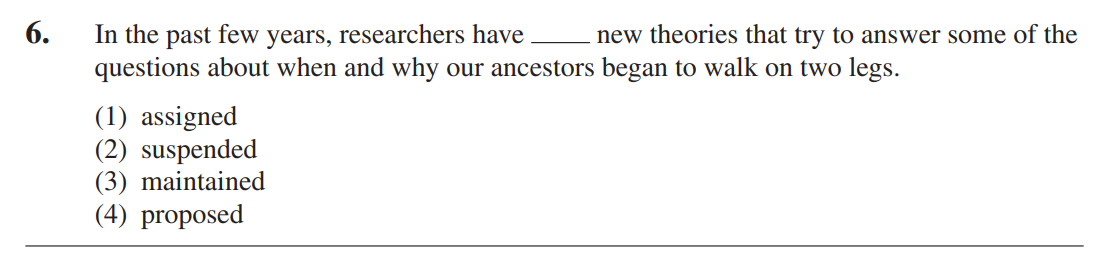 6. In the past few years, researchers have _____ new theories that try to answer some of the
questions about when and why our ancestors began to walk on two legs.
(1) assigned
(2) suspended
(3) maintained
(4) proposed